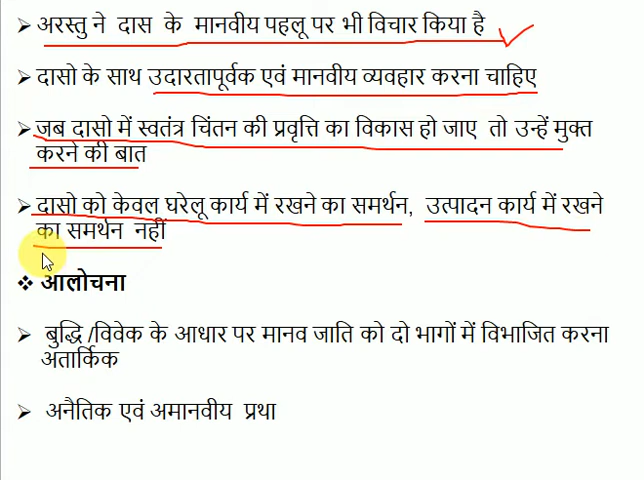 ➢ अरस्तु ने दास के मानवीय पहलू पर भी विचार किया है
➢ दासो के साथ उदारतापूर्वक एवं मानवीय व्यवहार करना चाहिए
➢ जब दासो में स्वतंत्र चिंतन की प्रवृत्ति का विकास हो जाए तो उन्हें मुक्त
करने की बात
➢ दासो को केवल घरेलू कार्य में रखने का समर्थन, उत्पादन कार्य में रखने
का समर्थन नहीं
❖ आलोचना
➢ बुद्धि /विवेक के आधार पर मानव जाति को दो भागों में विभाजित करना
अतार्किक
➢ अनैतिक एवं अमानवीय प्रथा